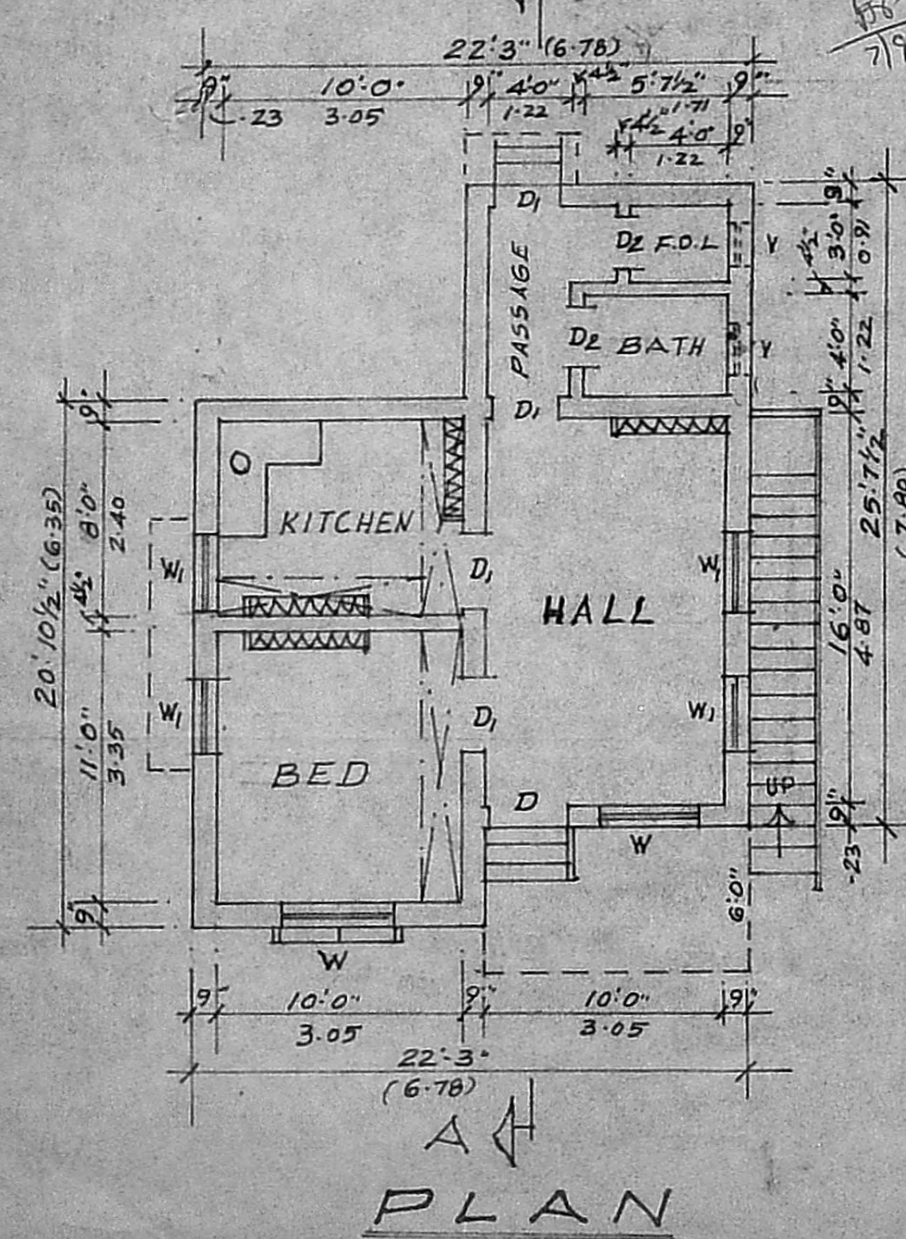 22'3" (6.78)
9" 10'0" 9" 4'0" 4½" 5'7½" 9"
.23 3.05 1.22 1.71
4½" 4'0" 9"
1.22
D1
D2 F.O.L V
PASSAGE
D2 BATH V
D1
9" 3'0" 0.91
4½"
4'0" 1.22
9"
25'7½"
16'0" 4.87
9" .23
20'10½" (6.35)
9"
8'0" 2.40
4½"
11'0" 3.35
9"
KITCHEN
W1 D1 W1
HALL
W1 D1 W1
BED
D
W
UP
6'0"
W
9" 10'0" 9" 10'0" 9"
3.05 3.05
22'-3"
(6.78)
A
PLAN